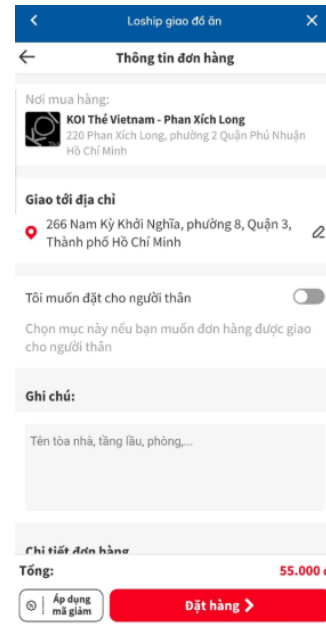 Loship giao đồ ăn
Thông tin đơn hàng
Nơi mua hàng:
KOI Thé Vietnam - Phan Xích Long
220 Phan Xích Long, phường 2 Quận Phú Nhuận
Hồ Chí Minh
Giao tới địa chỉ
266 Nam Kỳ Khởi Nghĩa, phường 8, Quận 3,
Thành phố Hồ Chí Minh
Tôi muốn đặt cho người thân
Chọn mục này nếu bạn muốn đơn hàng được giao
cho người thân
Ghi chú:
Tên tòa nhà, tầng lầu, phòng,...
Chi tiết đơn hàng
Tổng:
55.000 đ
Áp dụng
mã giảm
Đặt hàng